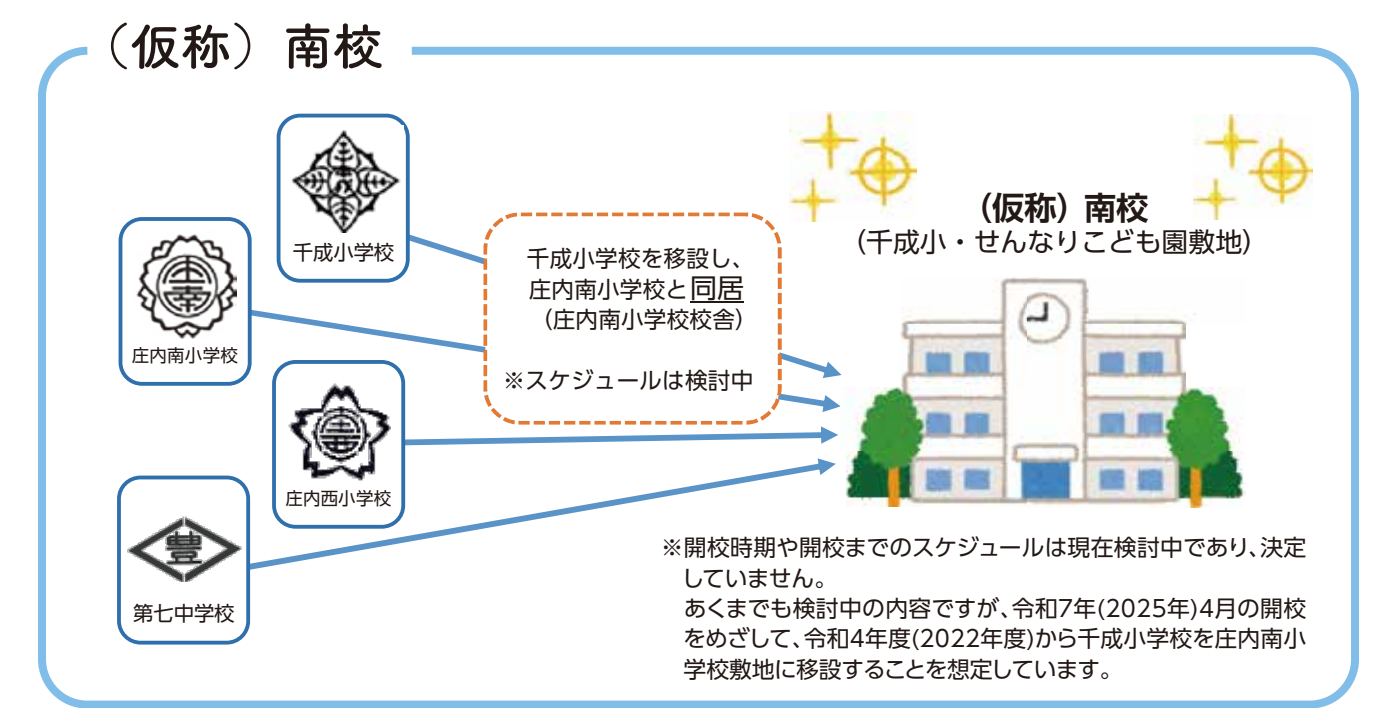 （仮称）南校
千成小学校
庄内南小学校
庄内西小学校
豊
第七中学校
千成小学校を移設し、
庄内南小学校と同居
（庄内南小学校校舎）
※スケジュールは検討中
（仮称）南校
（千成小・せんなりこども園敷地）
※開校時期や開校までのスケジュールは現在検討中であり、決定
していません。
あくまでも検討中の内容ですが、令和7年(2025年)4月の開校
をめざして、令和4年度(2022年度)から千成小学校を庄内南小
学校敷地に移設することを想定しています。